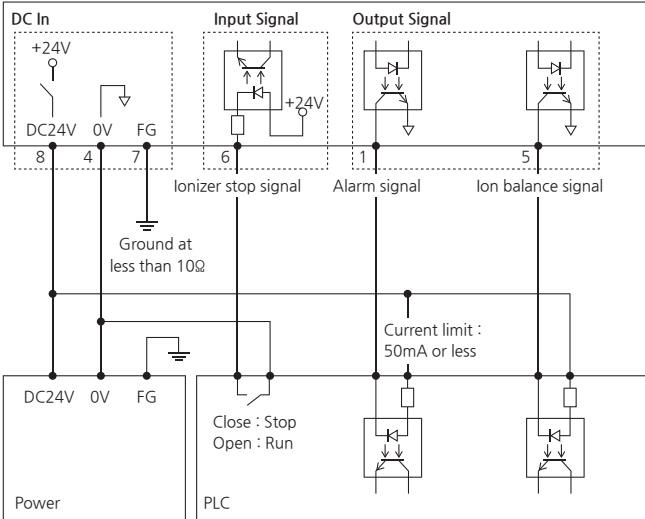 DC In
Input Signal
Output Signal
+24V
+24V
DC24V 0V FG
8 4 7 6 1 5
Ionizer stop signal
Alarm signal
Ion balance signal
Ground at
less than 10Ω
Current limit :
50mA or less
DC24V 0V FG
Close : Stop
Open : Run
Power
PLC